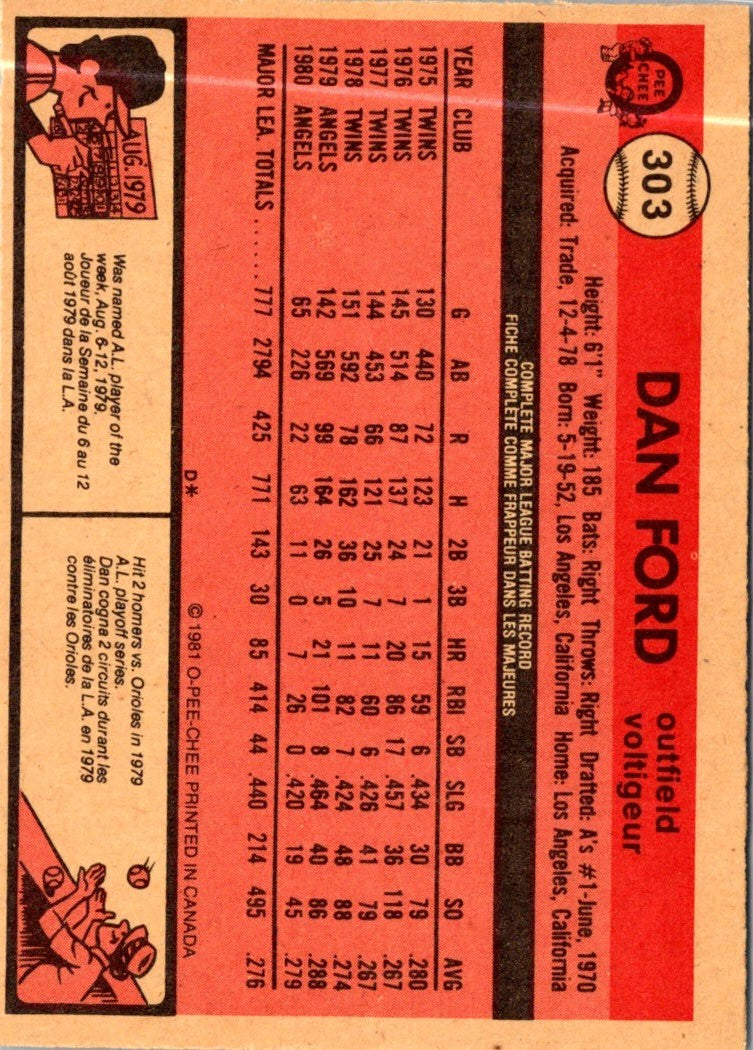 O PEE CHEE
303
DAN FORD
outfield
voltigeur
Height: 6'1" Weight: 185 Bats: Right Throws: Right Drafted: A's #1-June, 1970
Acquired: Trade, 12-4-78 Born: 5-19-52, Los Angeles, California Home: Los Angeles, California
COMPLETE MAJOR LEAGUE BATTING RECORD
FICHE COMPLÈTE COMME FRAPPEUR DANS LES MAJEURES
YEAR CLUB G AB R H 2B 3B HR RBI SB SLG BB SO AVG
1975 TWINS 130 440 72 123 21 1 15 59 6 .434 30 79 .280
1976 TWINS 145 514 87 137 24 7 20 86 17 .457 36 118 .267
1977 TWINS 144 453 66 121 25 7 11 60 6 .426 41 79 .267
1978 TWINS 151 592 78 162 36 10 11 82 7 .424 48 88 .274
1979 ANGELS 142 569 99 164 26 5 21 101 8 .464 40 86 .288
1980 ANGELS 65 226 22 63 11 0 7 26 0 .420 19 45 .279
MAJOR LEA. TOTALS ....... 777 2794 425 771 143 30 85 414 44 .440 214 495 .276
D* © 1981 O-PEE-CHEE PRINTED IN CANADA
AUG. 1979
Was named A.L. player of the
week, Aug. 6-12, 1979.
Joueur de la Semaine du 6 au 12
août 1979 dans la L.A.
Hit 2 homers vs. Orioles in 1979
A.L. playoff series.
Dan cogna 2 circuits durant les
éliminatoires de la L.A. en 1979
contre les Orioles.